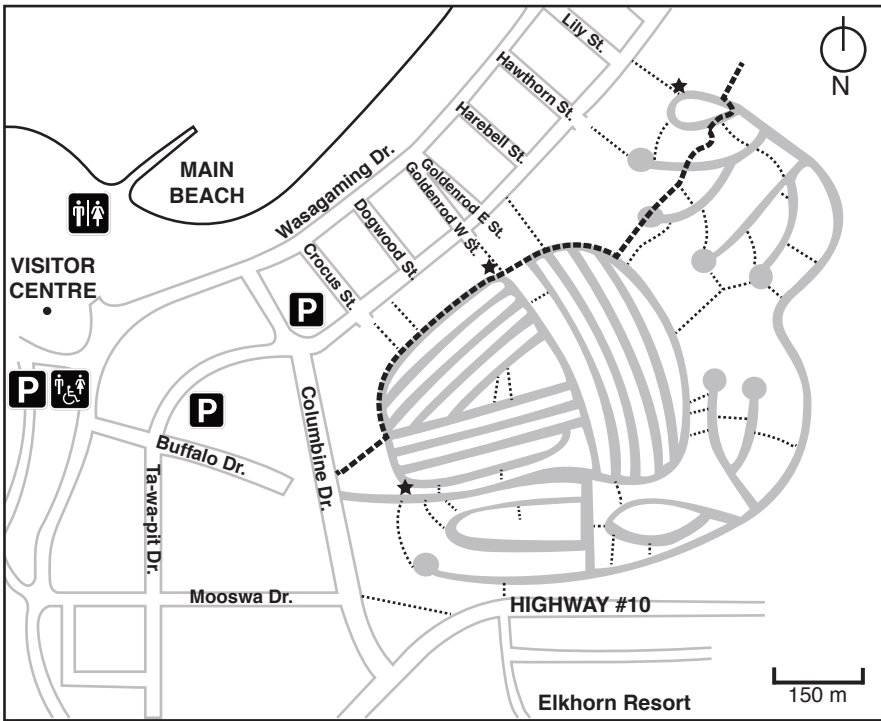 Lily St.
Hawthorn St.
Harebell St.
Goldenrod E St.
Goldenrod W St.
Dogwood St.
Crocus St.
Wasagaming Dr.
N
MAIN
BEACH
VISITOR
CENTRE
P
P
P
Columbine Dr.
Buffalo Dr.
Ta-wa-pit Dr.
Mooswa Dr.
HIGHWAY #10
150 m
Elkhorn Resort